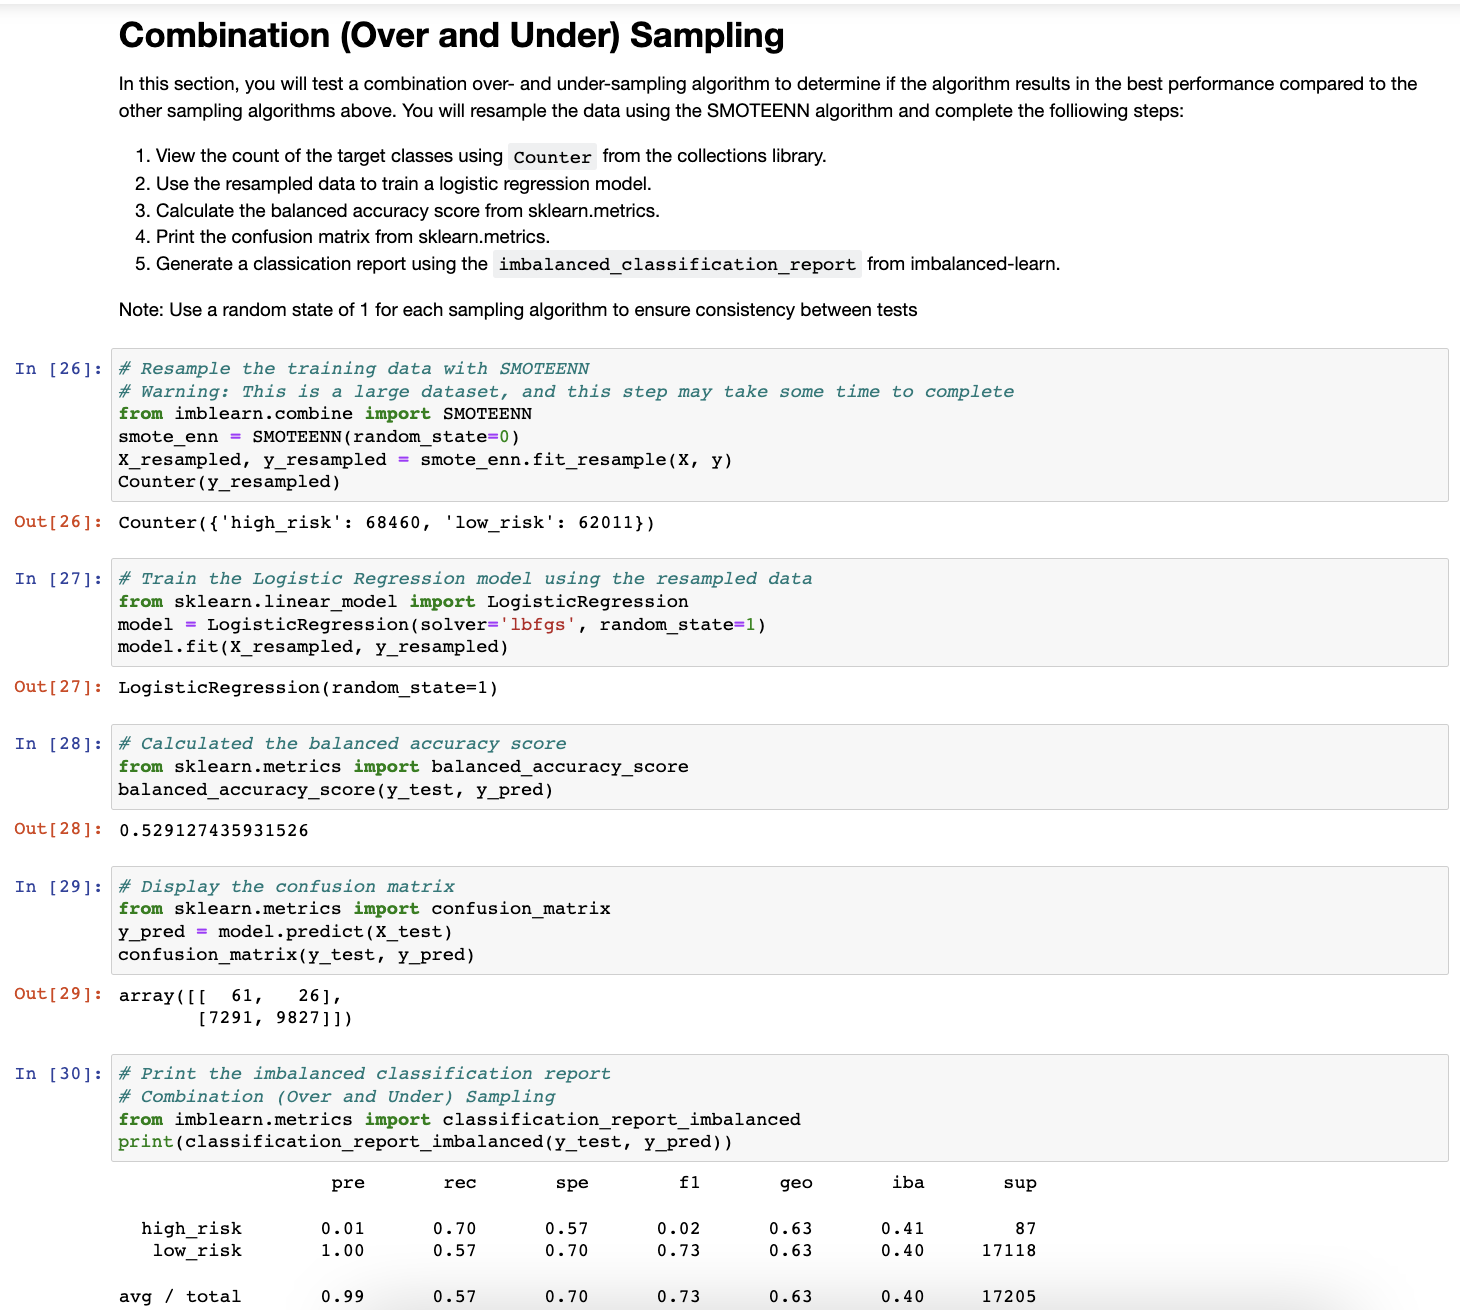 Combination (Over and Under) Sampling
In this section, you will test a combination over- and under-sampling algorithm to determine if the algorithm results in the best performance compared to the
other sampling algorithms above. You will resample the data using the SMOTEENN algorithm and complete the folliowing steps:
1. View the count of the target classes using Counter from the collections library.
2. Use the resampled data to train a logistic regression model.
3. Calculate the balanced accuracy score from sklearn.metrics.
4. Print the confusion matrix from sklearn.metrics.
5. Generate a classication report using the imbalanced_classification_report from imbalanced-learn.
Note: Use a random state of 1 for each sampling algorithm to ensure consistency between tests
In [26]: # Resample the training data with SMOTEENN
# Warning: This is a large dataset, and this step may take some time to complete
from imblearn.combine import SMOTEENN
smote_enn = SMOTEENN(random_state=0)
X_resampled, y_resampled = smote_enn.fit_resample(X, y)
Counter(y_resampled)
Out[26]: Counter({'high_risk': 68460, 'low_risk': 62011})
In [27]: # Train the Logistic Regression model using the resampled data
from sklearn.linear_model import LogisticRegression
model = LogisticRegression(solver='lbfgs', random_state=1)
model.fit(X_resampled, y_resampled)
Out[27]: LogisticRegression(random_state=1)
In [28]: # Calculated the balanced accuracy score
from sklearn.metrics import balanced_accuracy_score
balanced_accuracy_score(y_test, y_pred)
Out[28]: 0.529127435931526
In [29]: # Display the confusion matrix
from sklearn.metrics import confusion_matrix
y_pred = model.predict(X_test)
confusion_matrix(y_test, y_pred)
Out[29]: array([[  61,   26],
[7291, 9827]])
In [30]: # Print the imbalanced classification report
# Combination (Over and Under) Sampling
from imblearn.metrics import classification_report_imbalanced
print(classification_report_imbalanced(y_test, y_pred))
pre rec spe f1 geo iba sup
high_risk 0.01 0.70 0.57 0.02 0.63 0.41 87
low_risk 1.00 0.57 0.70 0.73 0.63 0.40 17118
avg / total 0.99 0.57 0.70 0.73 0.63 0.40 17205